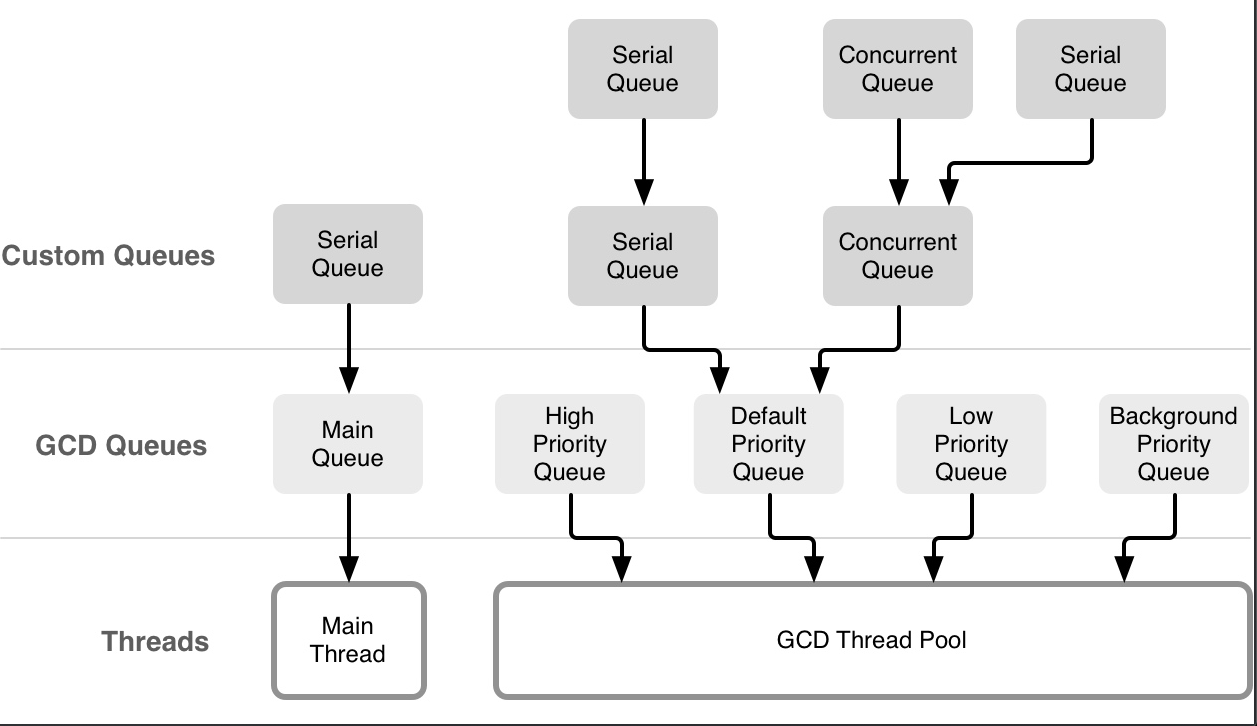 Serial
Queue
Concurrent
Queue
Serial
Queue
Custom Queues
Serial
Queue
Serial
Queue
Concurrent
Queue
GCD Queues
Main
Queue
High
Priority
Queue
Default
Priority
Queue
Low
Priority
Queue
Background
Priority
Queue
Threads
Main
Thread
GCD Thread Pool